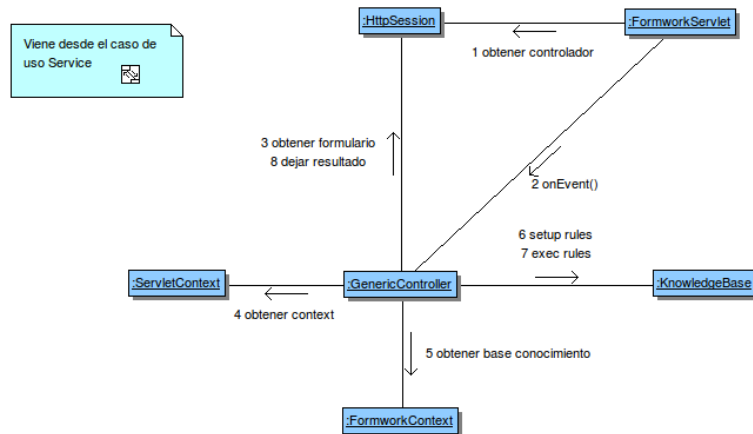 :HttpSession
:FormworkServlet
Viene desde el caso de
uso Service
1 obtener controlador
3 obtener formulario
8 dejar resultado
2 onEvent()
6 setup rules
7 exec rules
:ServletContext
:GenericController
:KnowledgeBase
4 obtener context
5 obtener base conocimiento
:FormworkContext